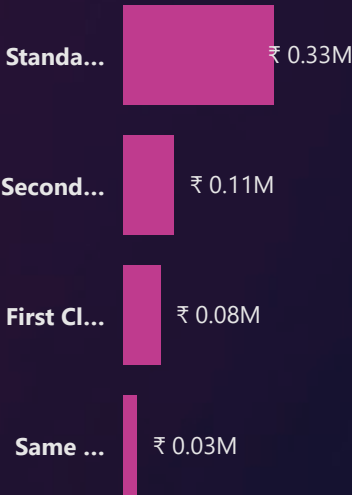 Standa... ₹ 0.33M
Second... ₹ 0.11M
First Cl... ₹ 0.08M
Same ... ₹ 0.03M